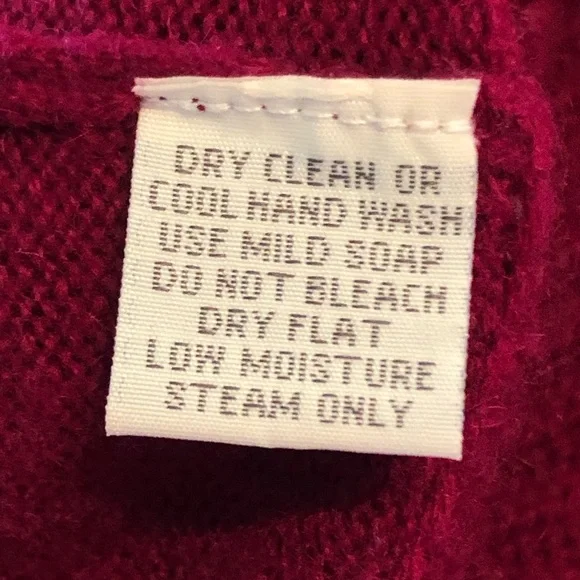 DRY CLEAN OR
COOL HAND WASH
USE MILD SOAP
DO NOT BLEACH
DRY FLAT
LOW MOISTURE
STEAM ONLY